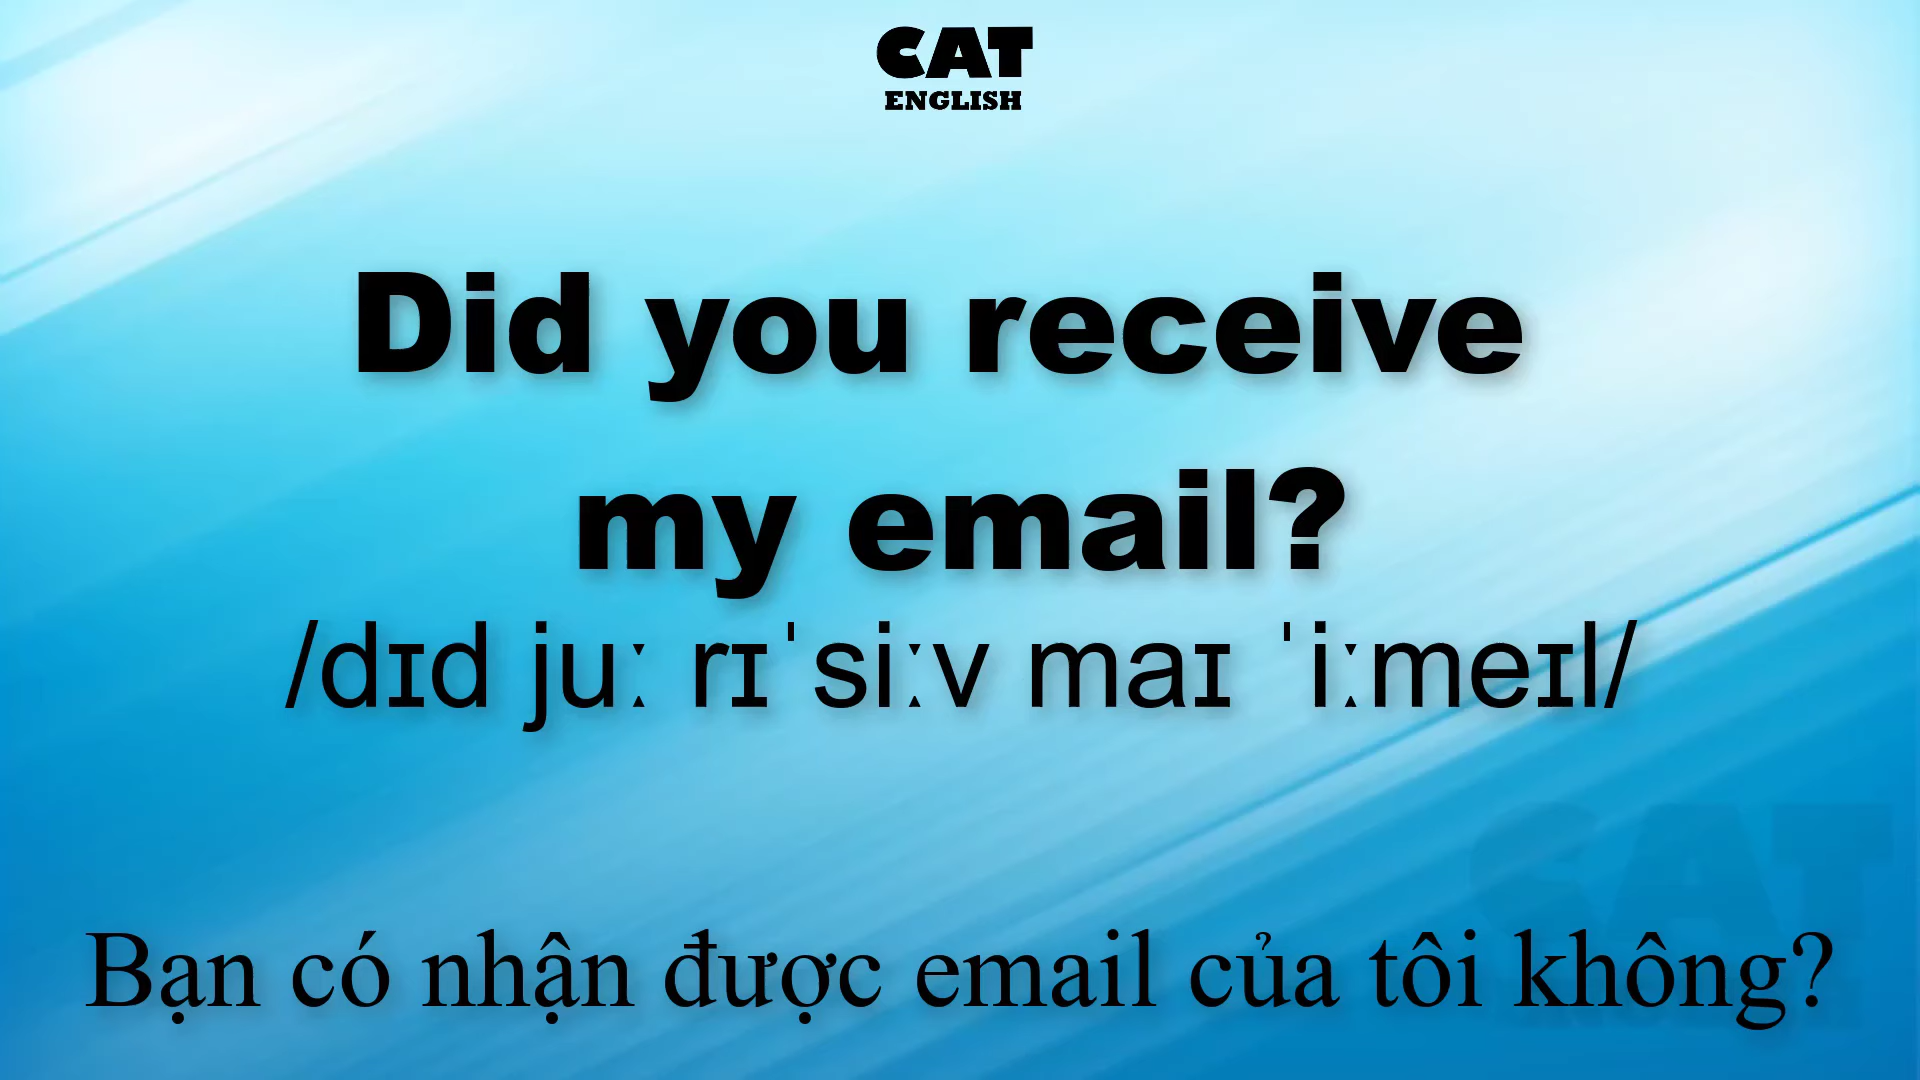 CAT
ENGLISH
Did you receive
my email?
/dɪd juː rɪˈsiːv maɪ ˈiːmeɪl/
CAT
Bạn có nhận được email của tôi không?